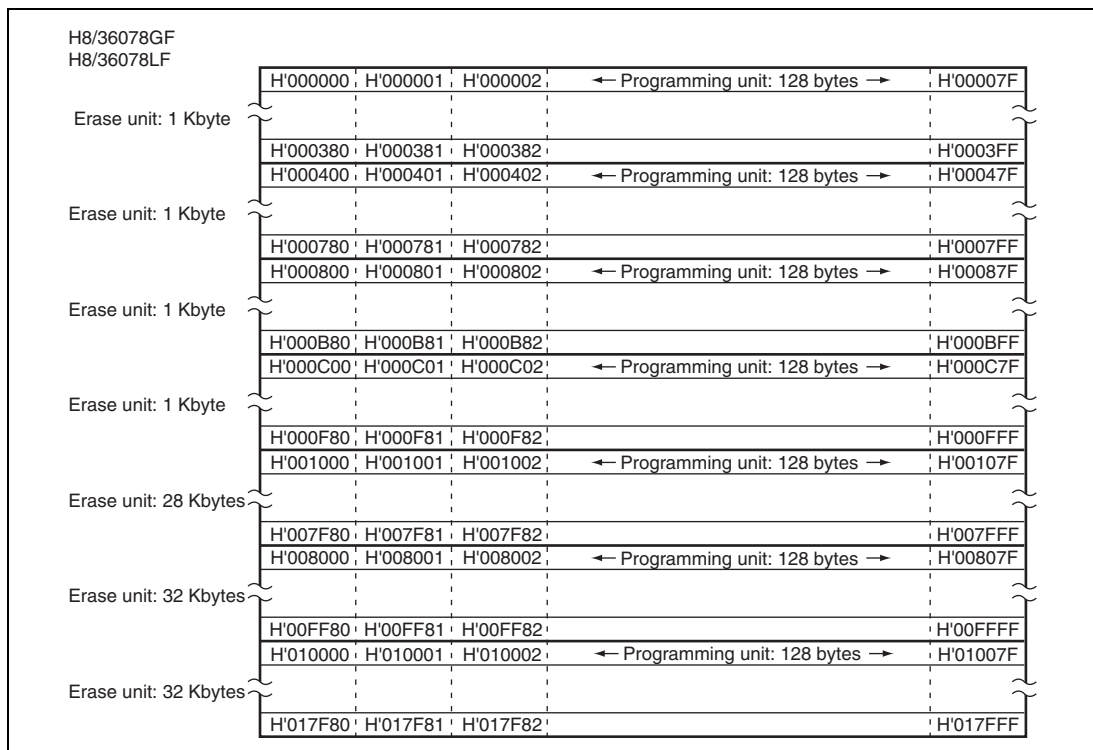 H8/36078GF
H8/36078LF
H'000000 H'000001 H'000002 ← Programming unit: 128 bytes → H'00007F
Erase unit: 1 Kbyte
H'000380 H'000381 H'000382 H'0003FF
H'000400 H'000401 H'000402 ← Programming unit: 128 bytes → H'00047F
Erase unit: 1 Kbyte
H'000780 H'000781 H'000782 H'0007FF
H'000800 H'000801 H'000802 ← Programming unit: 128 bytes → H'00087F
Erase unit: 1 Kbyte
H'000B80 H'000B81 H'000B82 H'000BFF
H'000C00 H'000C01 H'000C02 ← Programming unit: 128 bytes → H'000C7F
Erase unit: 1 Kbyte
H'000F80 H'000F81 H'000F82 H'000FFF
H'001000 H'001001 H'001002 ← Programming unit: 128 bytes → H'00107F
Erase unit: 28 Kbytes
H'007F80 H'007F81 H'007F82 H'007FFF
H'008000 H'008001 H'008002 ← Programming unit: 128 bytes → H'00807F
Erase unit: 32 Kbytes
H'00FF80 H'00FF81 H'00FF82 H'00FFFF
H'010000 H'010001 H'010002 ← Programming unit: 128 bytes → H'01007F
Erase unit: 32 Kbytes
H'017F80 H'017F81 H'017F82 H'017FFF